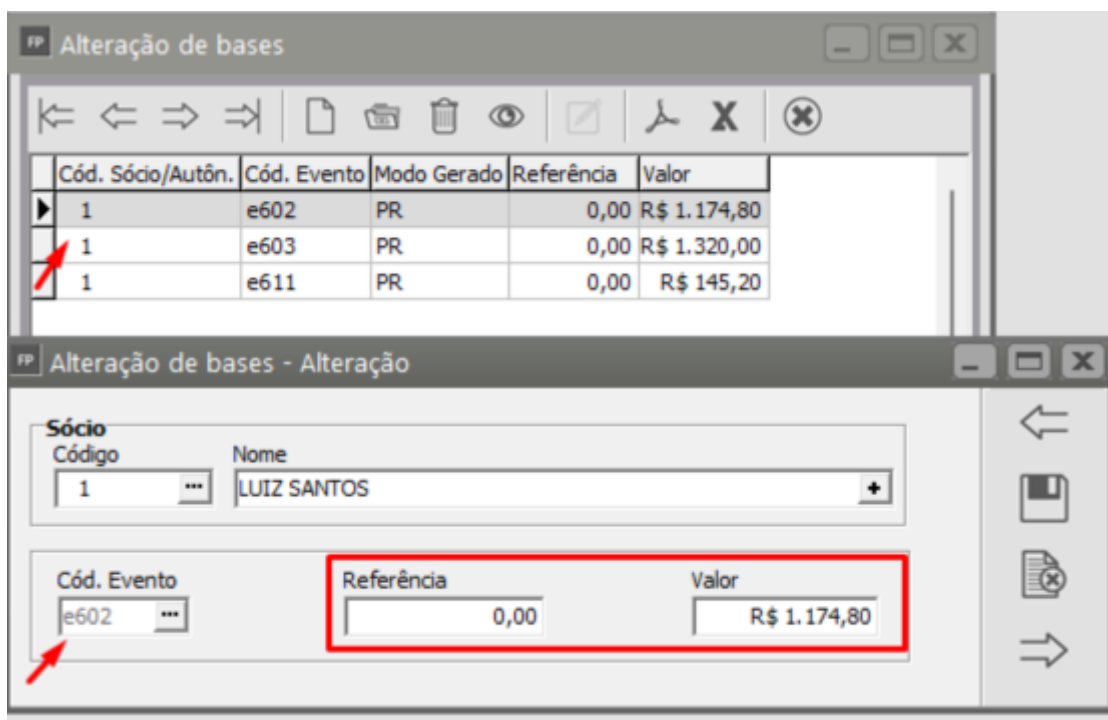 FP Alteração de bases
X
Cód. Sócio/Autôn. Cód. Evento Modo Gerado Referência Valor
1 e602 PR 0,00 R$ 1.174,80
1 e603 PR 0,00 R$ 1.320,00
1 e611 PR 0,00 R$ 145,20
FP Alteração de bases - Alteração
Sócio
Código Nome
1 ... LUIZ SANTOS +
Cód. Evento Referência Valor
e602 ... 0,00 R$ 1.174,80